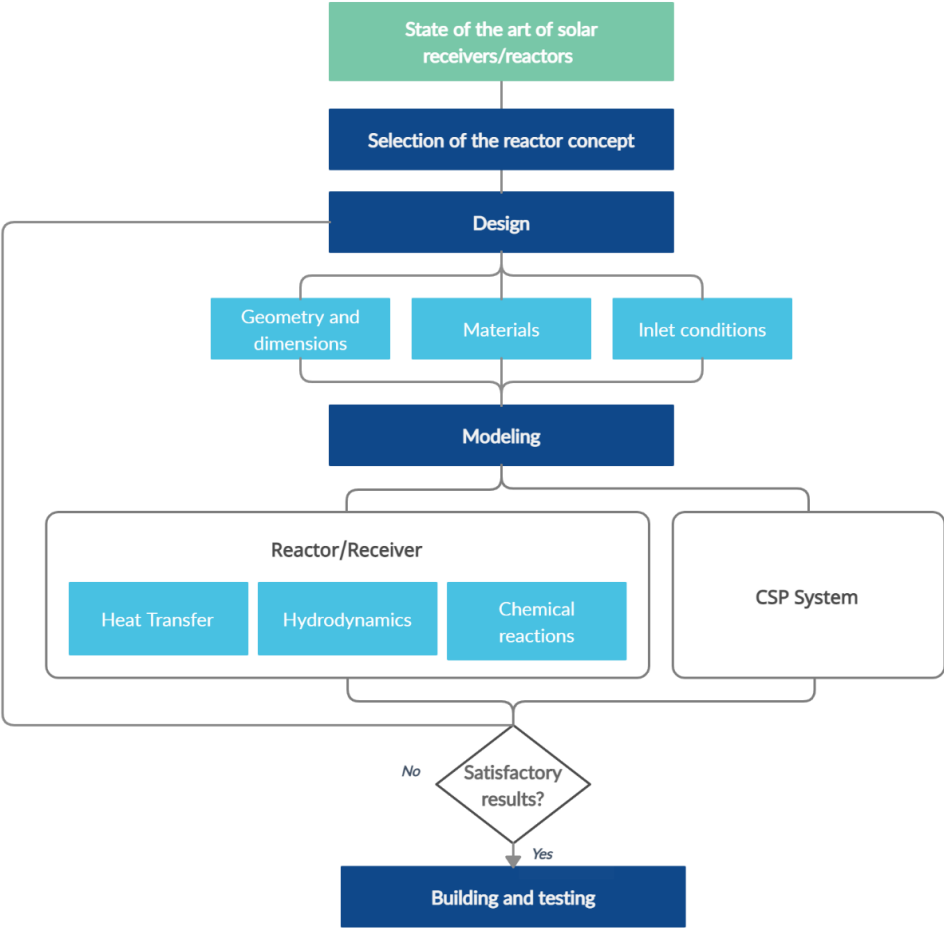 State of the art of solar
receivers/reactors
Selection of the reactor concept
Design
Geometry and
dimensions
Materials
Inlet conditions
Modeling
Reactor/Receiver
Heat Transfer
Hydrodynamics
Chemical
reactions
CSP System
No
Satisfactory
results?
Yes
Building and testing